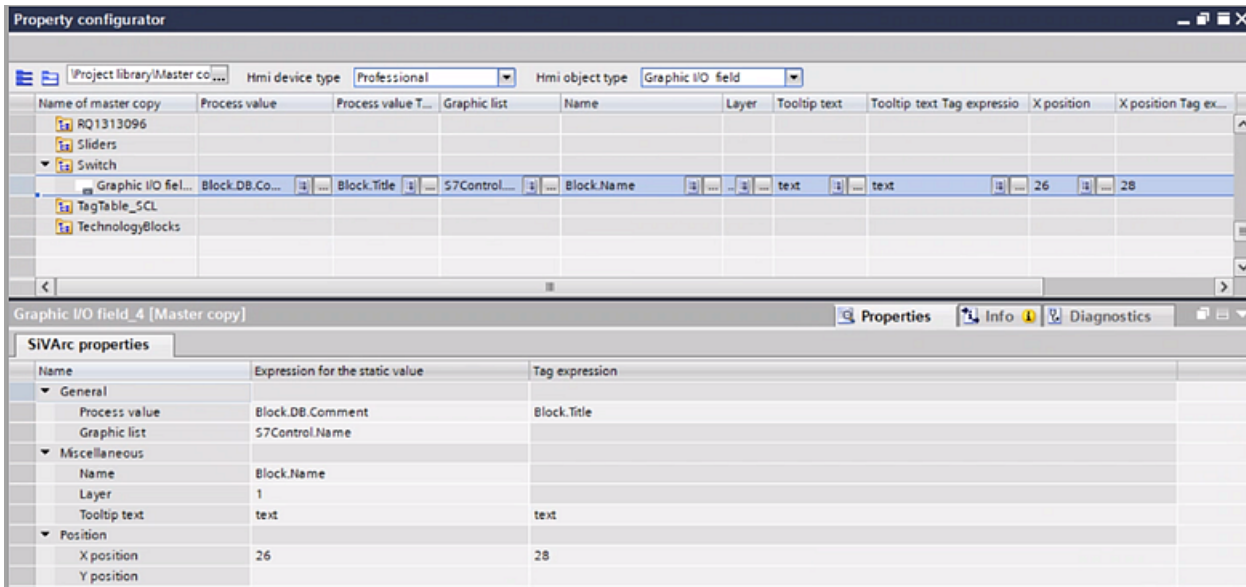 Property configurator
\Project library\Master co... Hmi device type Professional Hmi object type Graphic I/O field
Name of master copy Process value Process value T... Graphic list Name Layer Tooltip text Tooltip text Tag expressio X position X position Tag ex...
RQ1313096
Sliders
Switch
Graphic I/O fiel... Block.DB.Co... Block.Title S7Control.... Block.Name ... text text 26 28
TagTable_SCL
TechnologyBlocks
Graphic I/O field_4 [Master copy] Properties Info Diagnostics
SiVArc properties
Name Expression for the static value Tag expression
General
Process value Block.DB.Comment Block.Title
Graphic list S7Control.Name
Miscellaneous
Name Block.Name
Layer 1
Tooltip text text text
Position
X position 26 28
Y position